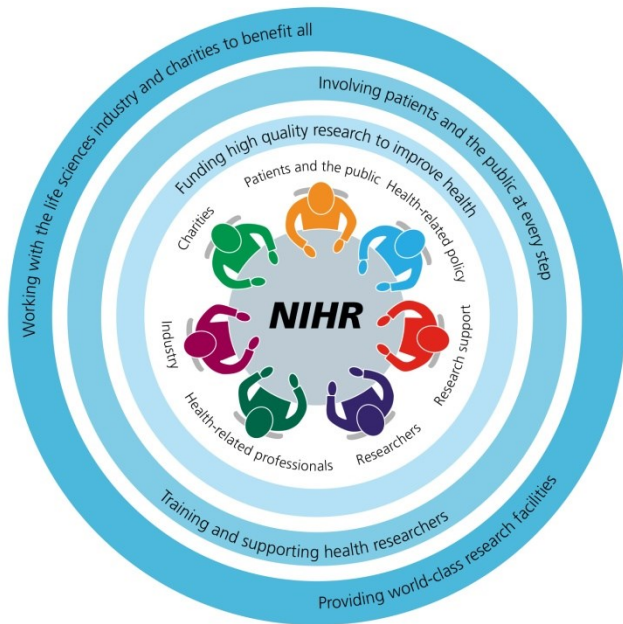 Working with the life sciences industry and charities to benefit all
Involving patients and the public at every step
Funding high quality research to improve health
Patients and the public
Health-related policy
Research support
Researchers
Health-related professionals
Industry
Charities
NIHR
Training and supporting health researchers
Providing world-class research facilities